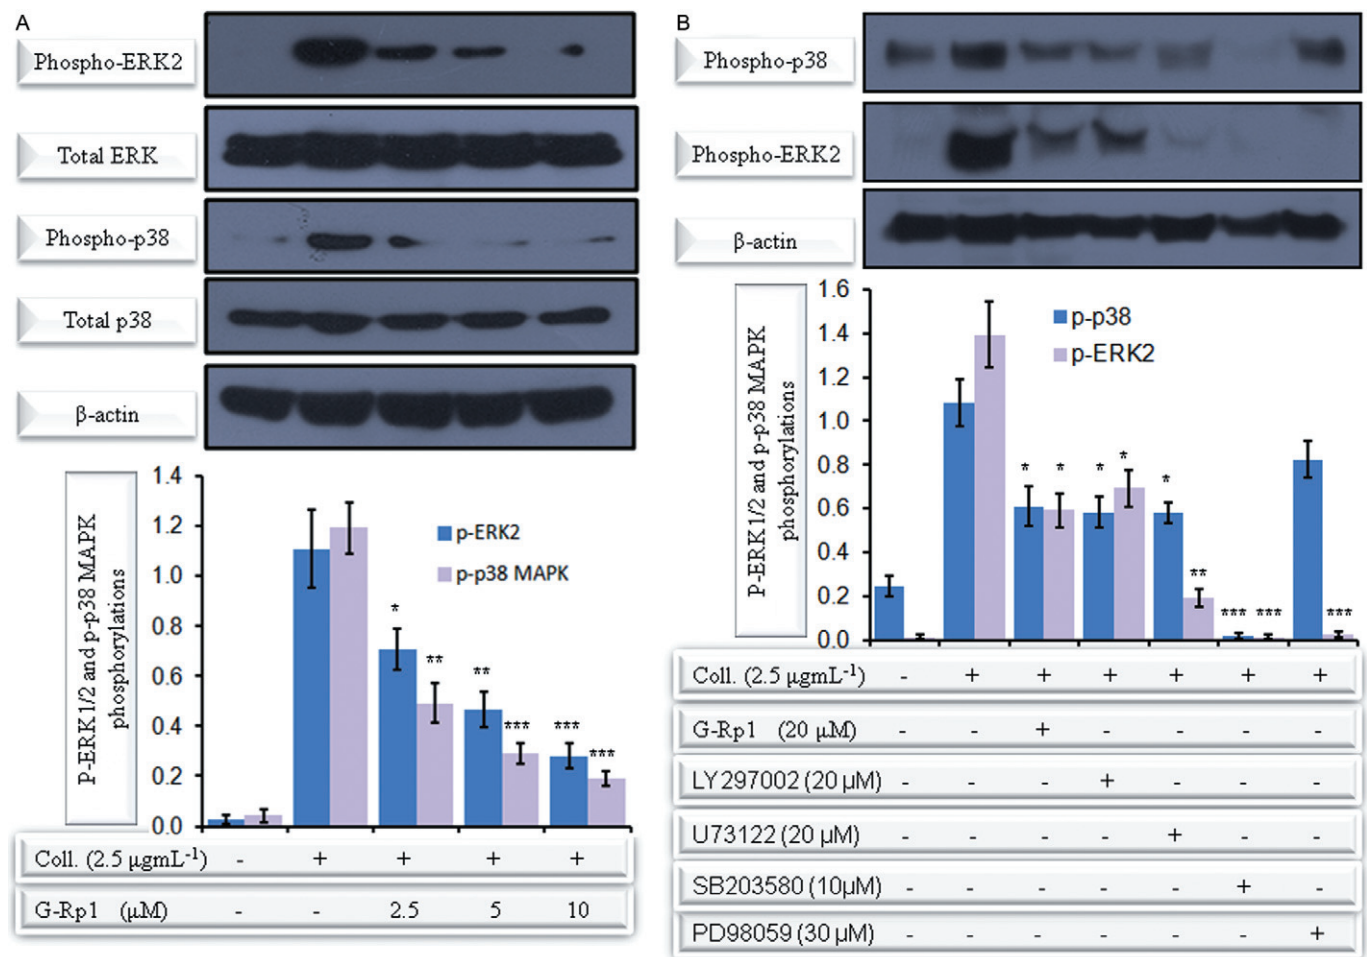 A
Phospho-ERK2
Total ERK
Phospho-p38
Total p38
β-actin
P-ERK1/2 and p-p38 MAPK
phosphorylations
1.4
1.2
1.0
0.8
0.6
0.4
0.2
0.0
p-ERK2
p-p38 MAPK
*
**
**
***
***
***
Coll. (2.5 µgmL-1) - + + + +
G-Rp1 (µM) - - 2.5 5 10
B
Phospho-p38
Phospho-ERK2
β-actin
P-ERK1/2 and p-p38 MAPK
phosphorylations
1.6
1.4
1.2
1.0
0.8
0.6
0.4
0.2
0.0
p-p38
p-ERK2
* * * * *
**
*** *** ***
Coll. (2.5 µgmL-1) - + + + + + +
G-Rp1 (20 µM) - - + - - - -
LY297002 (20 µM) - - - + - - -
U73122 (20 µM) - - - - + - -
SB203580 (10µM) - - - - - + -
PD98059 (30 µM) - - - - - - +